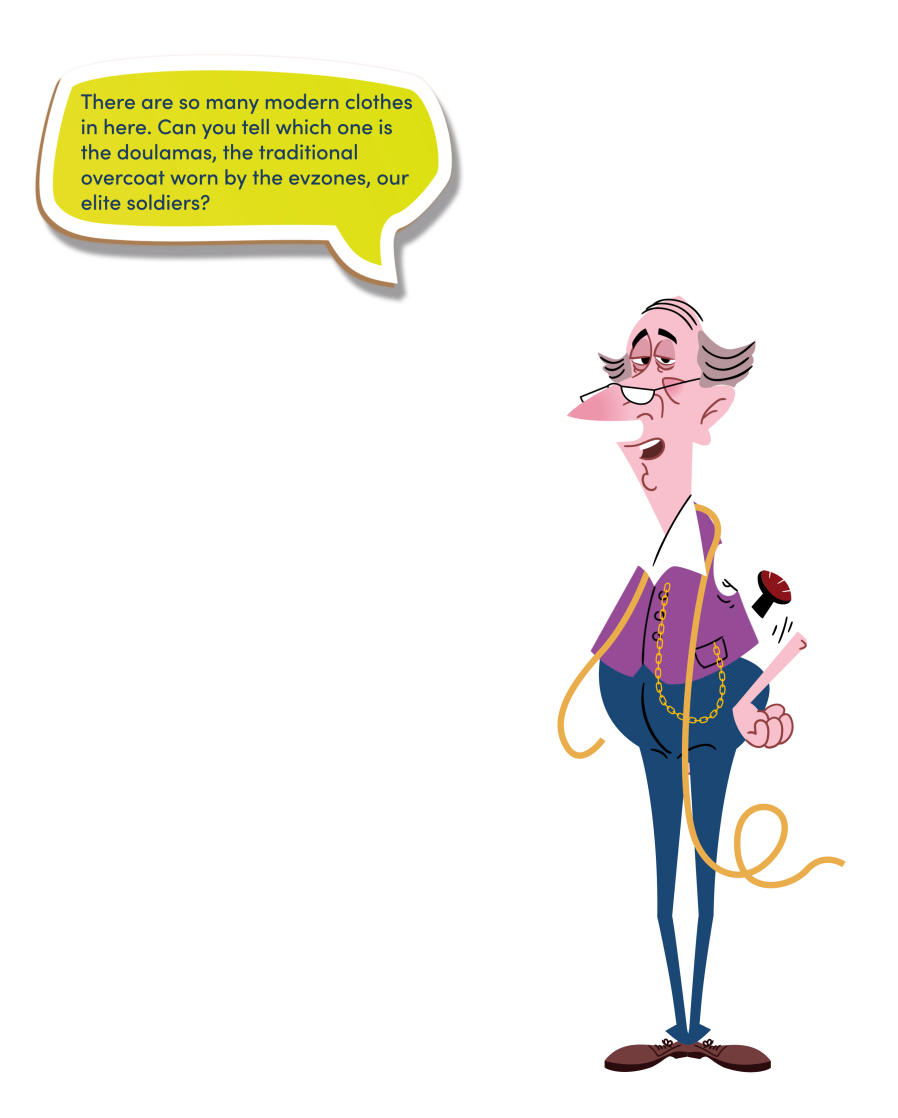 There are so many modern clothes
in here. Can you tell which one is
the doulamas, the traditional
overcoat worn by the evzones, our
elite soldiers?